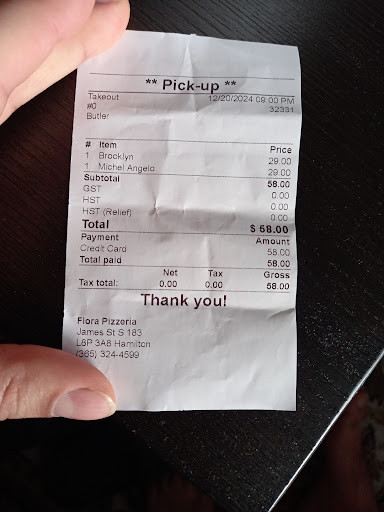 ** Pick-up **
Takeout 12/20/2024 09:00 PM
#0 32331
Butler
# Item Price
1 Brooklyn 29.00
1 Michel Angelo 29.00
Subtotal 58.00
GST 0.00
HST 0.00
HST (Relief) 0.00
Total $ 58.00
Payment Amount
Credit Card 58.00
Total paid 58.00
Net Tax Gross
Tax total: 0.00 0.00 58.00
Thank you!
Flora Pizzeria
James St S 183
L8P 3A8 Hamilton
(365) 324-4599